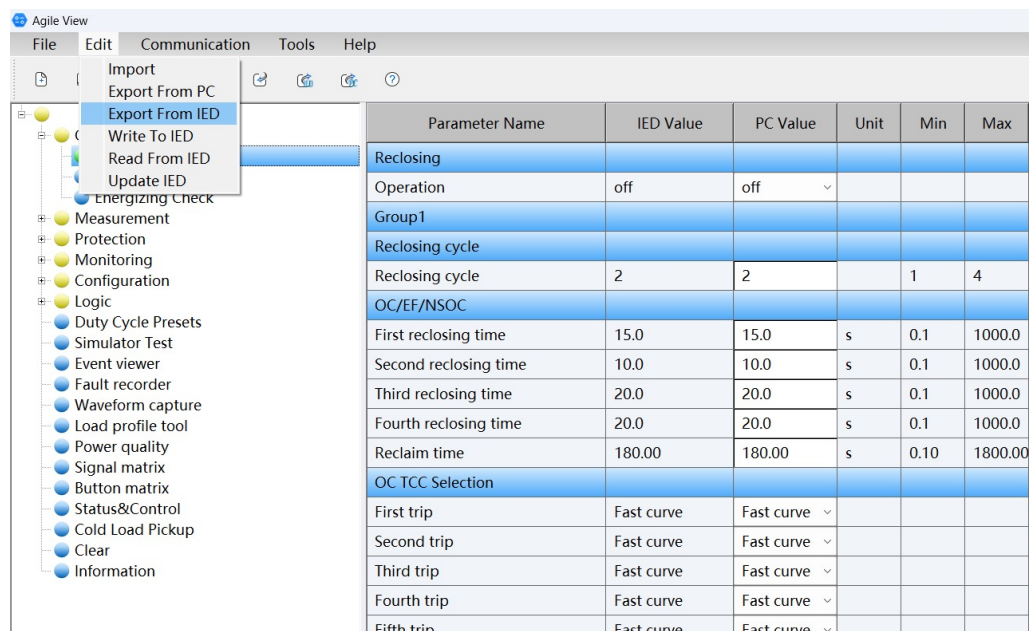 Agile View
File Edit Communication Tools Help
Import
Export From PC
Export From IED
Write To IED
Read From IED
Update IED
Energizing Check
Measurement
Protection
Monitoring
Configuration
Logic
Duty Cycle Presets
Simulator Test
Event viewer
Fault recorder
Waveform capture
Load profile tool
Power quality
Signal matrix
Button matrix
Status&Control
Cold Load Pickup
Clear
Information
Parameter Name IED Value PC Value Unit Min Max
Reclosing
Operation off off
Group1
Reclosing cycle
Reclosing cycle 2 2 1 4
OC/EF/NSOC
First reclosing time 15.0 15.0 s 0.1 1000.0
Second reclosing time 10.0 10.0 s 0.1 1000.0
Third reclosing time 20.0 20.0 s 0.1 1000.0
Fourth reclosing time 20.0 20.0 s 0.1 1000.0
Reclaim time 180.00 180.00 s 0.10 1800.00
OC TCC Selection
First trip Fast curve Fast curve
Second trip Fast curve Fast curve
Third trip Fast curve Fast curve
Fourth trip Fast curve Fast curve
Fifth trip Fast curve Fast curve